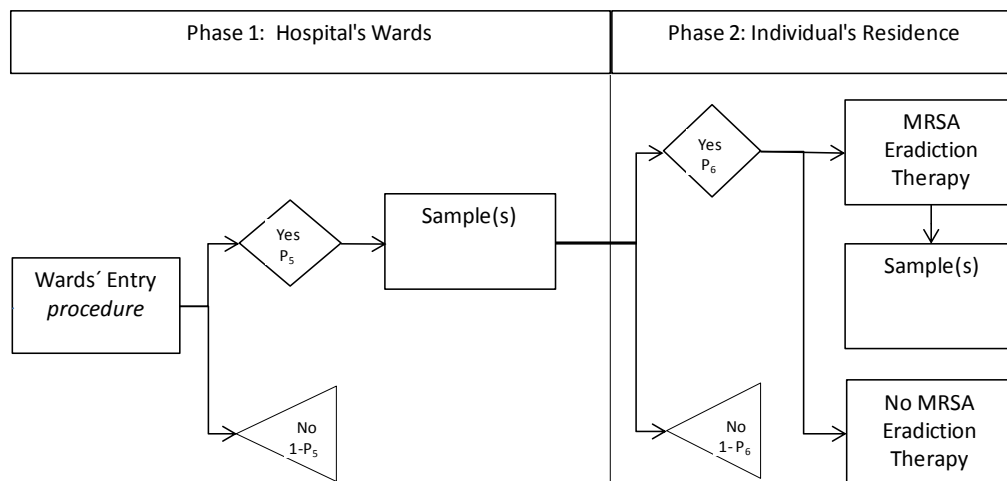 Phase 1:  Hospital's Wards
Phase 2: Individual's Residence
Wards´ Entry
procedure
Yes
P5
No
1-P5
Sample(s)
Yes
P6
No
1- P6
MRSA
Eradiction
Therapy
Sample(s)
No MRSA
Eradiction
Therapy